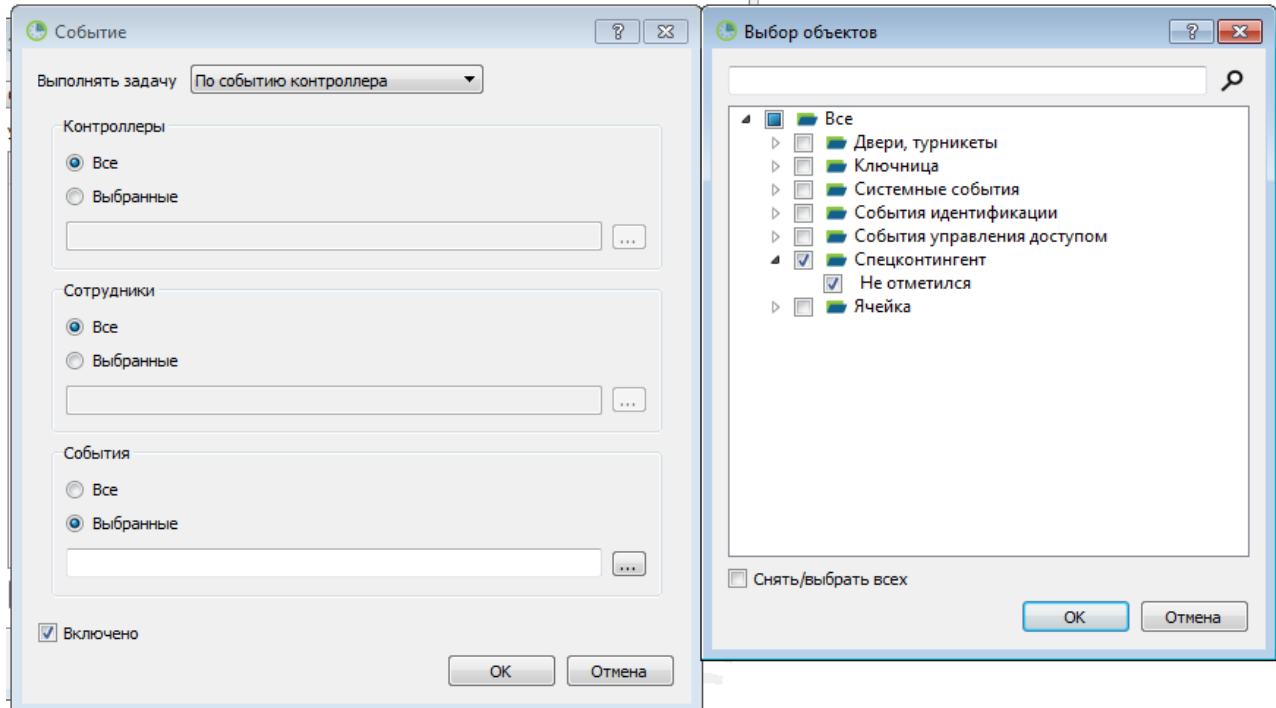 Событие
Выполнять задачу По событию контроллера
Контроллеры
Все
Выбранные
...
Сотрудники
Все
Выбранные
...
События
Все
Выбранные
...
Включено
ОК Отмена
Выбор объектов
Все
Двери, турникеты
Ключница
Системные события
События идентификации
События управления доступом
Спецконтингент
Не отметился
Ячейка
Снять/выбрать всех
ОК Отмена